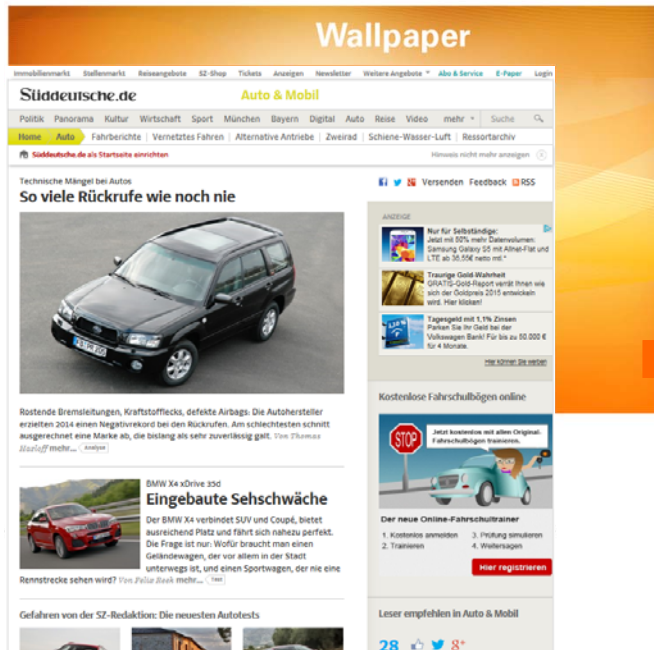 Wallpaper
Immobilienmarkt Stellenmarkt Reiseangebote SZ-Shop Tickets Anzeigen Newsletter Weitere Angebote Abo & Service E-Paper Login
Süddeutsche.de Auto & Mobil
Politik Panorama Kultur Wirtschaft Sport München Bayern Digital Auto Reise Video mehr Suche
Home Auto Fahrberichte Vernetztes Fahren Alternative Antriebe Zweirad Schiene-Wasser-Luft Ressortarchiv
Süddeutsche.de als Startseite einrichten Hinweis nicht mehr anzeigen
Technische Mängel bei Autos
So viele Rückrufe wie noch nie
Rostende Bremsleitungen, Kraftstofflecks, defekte Airbags: Die Autohersteller
erzielten 2014 einen Negativrekord bei den Rückrufen. Am schlechtesten schnitt
ausgerechnet eine Marke ab, die bislang als sehr zuverlässig galt. Von Thomas
Harloff mehr... Analyse
BMW X4 xDrive 35d
Eingebaute Sehschwäche
Der BMW X4 verbindet SUV und Coupé, bietet
ausreichend Platz und fährt sich nahezu perfekt.
Die Frage ist nur: Wofür braucht man einen
Geländewagen, der vor allem in der Stadt
unterwegs ist, und einen Sportwagen, der nie eine
Rennstrecke sehen wird? Von Felix Reek mehr... Test
Gefahren von der SZ-Redaktion: Die neuesten Autotests
Versenden Feedback RSS
ANZEIGE
Nur für Selbständige:
Jetzt mit 50% mehr Datenvolumen:
Samsung Galaxy S5 mit Allnet-Flat und
LTE ab 36,55€ netto mtl.*
Traurige Gold-Wahrheit
GRATIS-Gold-Report verrät Ihnen wie
sich der Goldpreis 2015 entwickeln
wird. Hier klicken!
Tagesgeld mit 1,1% Zinsen
Parken Sie Ihr Geld bei der
Volkswagen Bank! Für bis zu 50.000 €
für 4 Monate.
Hier können Sie werben
Kostenlose Fahrschulbögen online
STOP
Jetzt kostenlos mit allen Original-
Fahrschulbögen trainieren.
Der neue Online-Fahrschultrainer
1. Kostenlos anmelden 3. Prüfung simulieren
2. Trainieren 4. Weitersagen
Hier registrieren
Leser empfehlen in Auto & Mobil
28